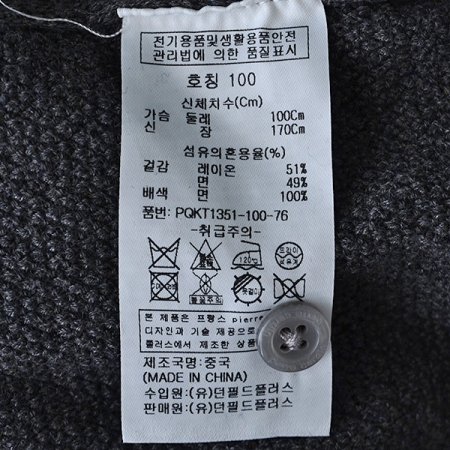 전기용품및생활용품안전
관리법에 의한 품질표시
호칭 100
신체치수(Cm)
가슴 둘레 100Cm
신 장 170Cm
섬유의혼용율(%)
겉감 레이온 51%
면 49%
배색 면 100%
품번: PQKT1351-100-76
-취급주의-
120℃
본 제품은 프랑스 pierre
디자인과 기술 제공으로
플러스에서 제조한 상품
제조국명:중국
(MADE IN CHINA)
수입원: (유)던필드플러스
판매원: (유)던필드플러스